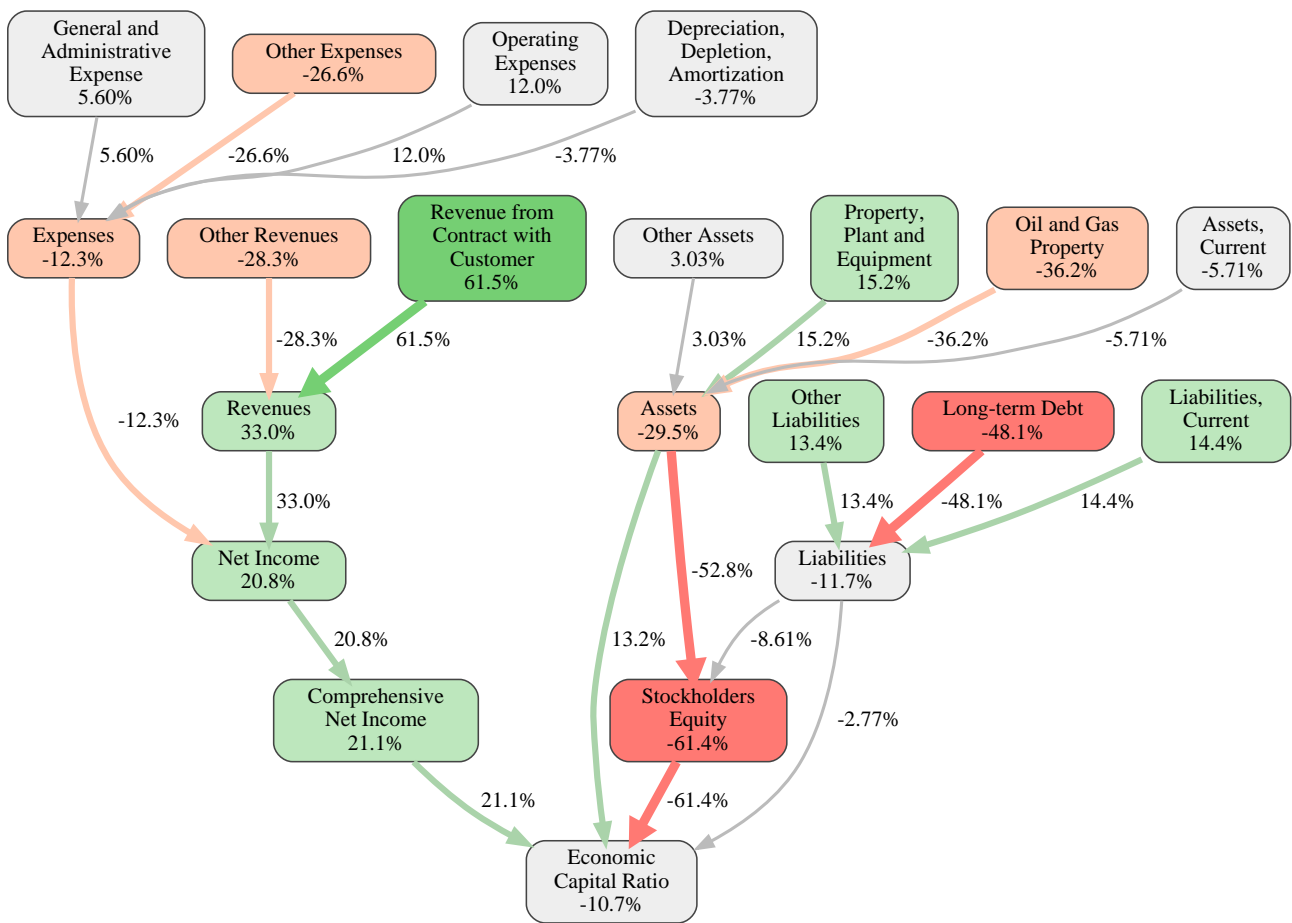 General and
Administrative
Expense
5.60%
Other Expenses
-26.6%
Operating
Expenses
12.0%
Depreciation,
Depletion,
Amortization
-3.77%
5.60%
-26.6%
12.0%
-3.77%
Expenses
-12.3%
Other Revenues
-28.3%
Revenue from
Contract with
Customer
61.5%
Other Assets
3.03%
Property,
Plant and
Equipment
15.2%
Oil and Gas
Property
-36.2%
Assets,
Current
-5.71%
-28.3%
61.5%
3.03%
15.2%
-36.2%
-5.71%
-12.3%
Revenues
33.0%
Assets
-29.5%
Other
Liabilities
13.4%
Long-term Debt
-48.1%
Liabilities,
Current
14.4%
33.0%
13.4%
-48.1%
14.4%
Net Income
20.8%
-52.8%
Liabilities
-11.7%
20.8%
13.2%
-8.61%
-2.77%
Comprehensive
Net Income
21.1%
Stockholders
Equity
-61.4%
21.1%
-61.4%
Economic
Capital Ratio
-10.7%